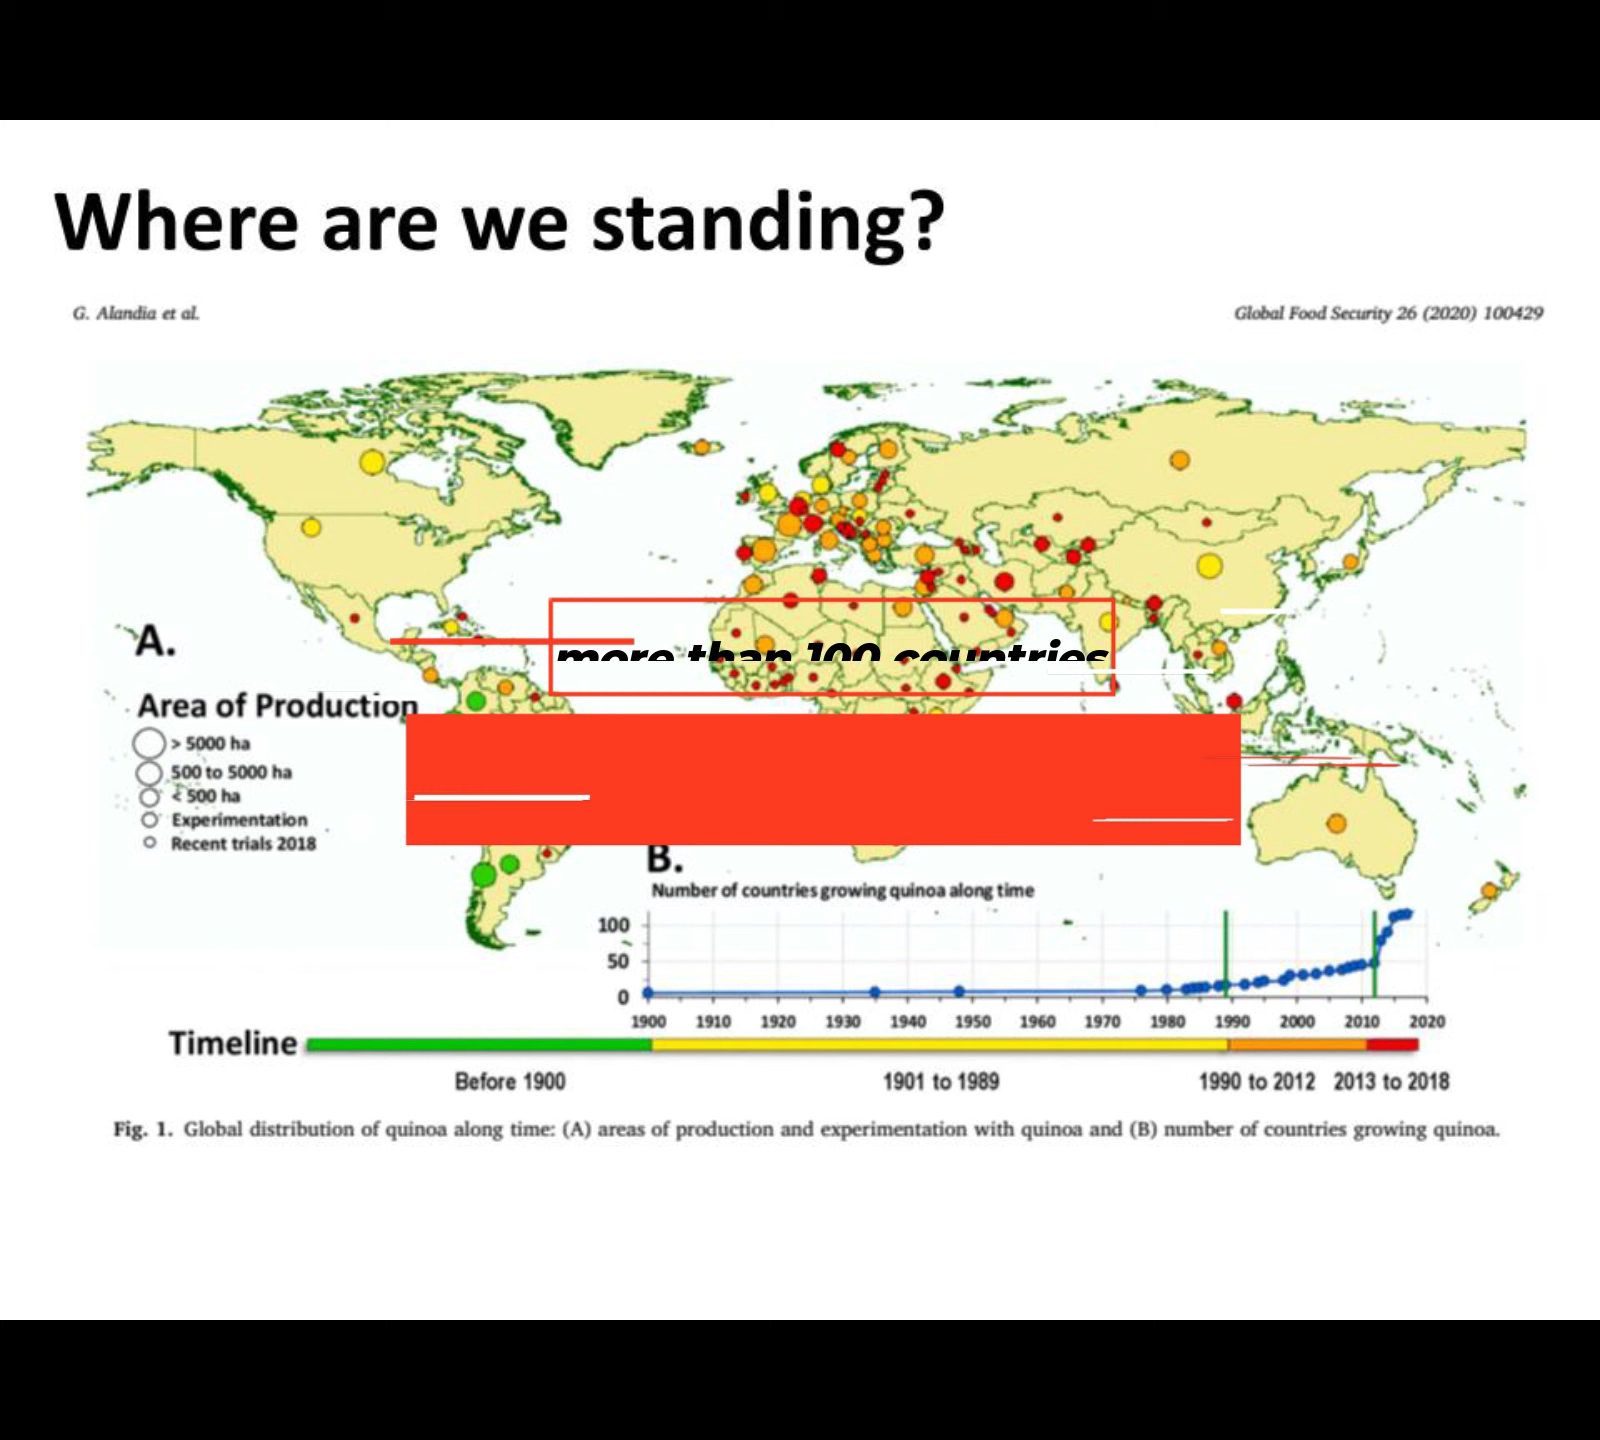 Where are we standing?
G. Alandia et al.
Global Food Security 26 (2020) 100429
more than 100 countries
A.
Area of Production
> 5000 ha
500 to 5000 ha
< 500 ha
Experimentation
Recent trials 2018
B.
Number of countries growing quinoa along time
100
50
0
1900 1910 1920 1930 1940 1950 1960 1970 1980 1990 2000 2010 2020
Timeline
Before 1900 1901 to 1989 1990 to 2012 2013 to 2018
Fig. 1. Global distribution of quinoa along time: (A) areas of production and experimentation with quinoa and (B) number of countries growing quinoa.